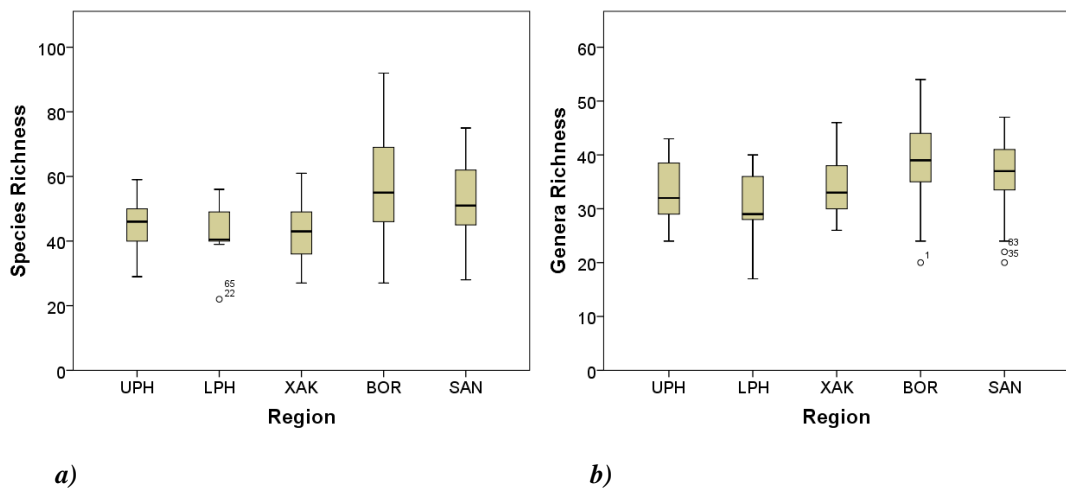 Species Richness
100
80
60
40
20
0
65
22
UPH LPH XAK BOR SAN
Region
a)
Genera Richness
60
50
40
30
20
10
0
1
83
35
UPH LPH XAK BOR SAN
Region
b)